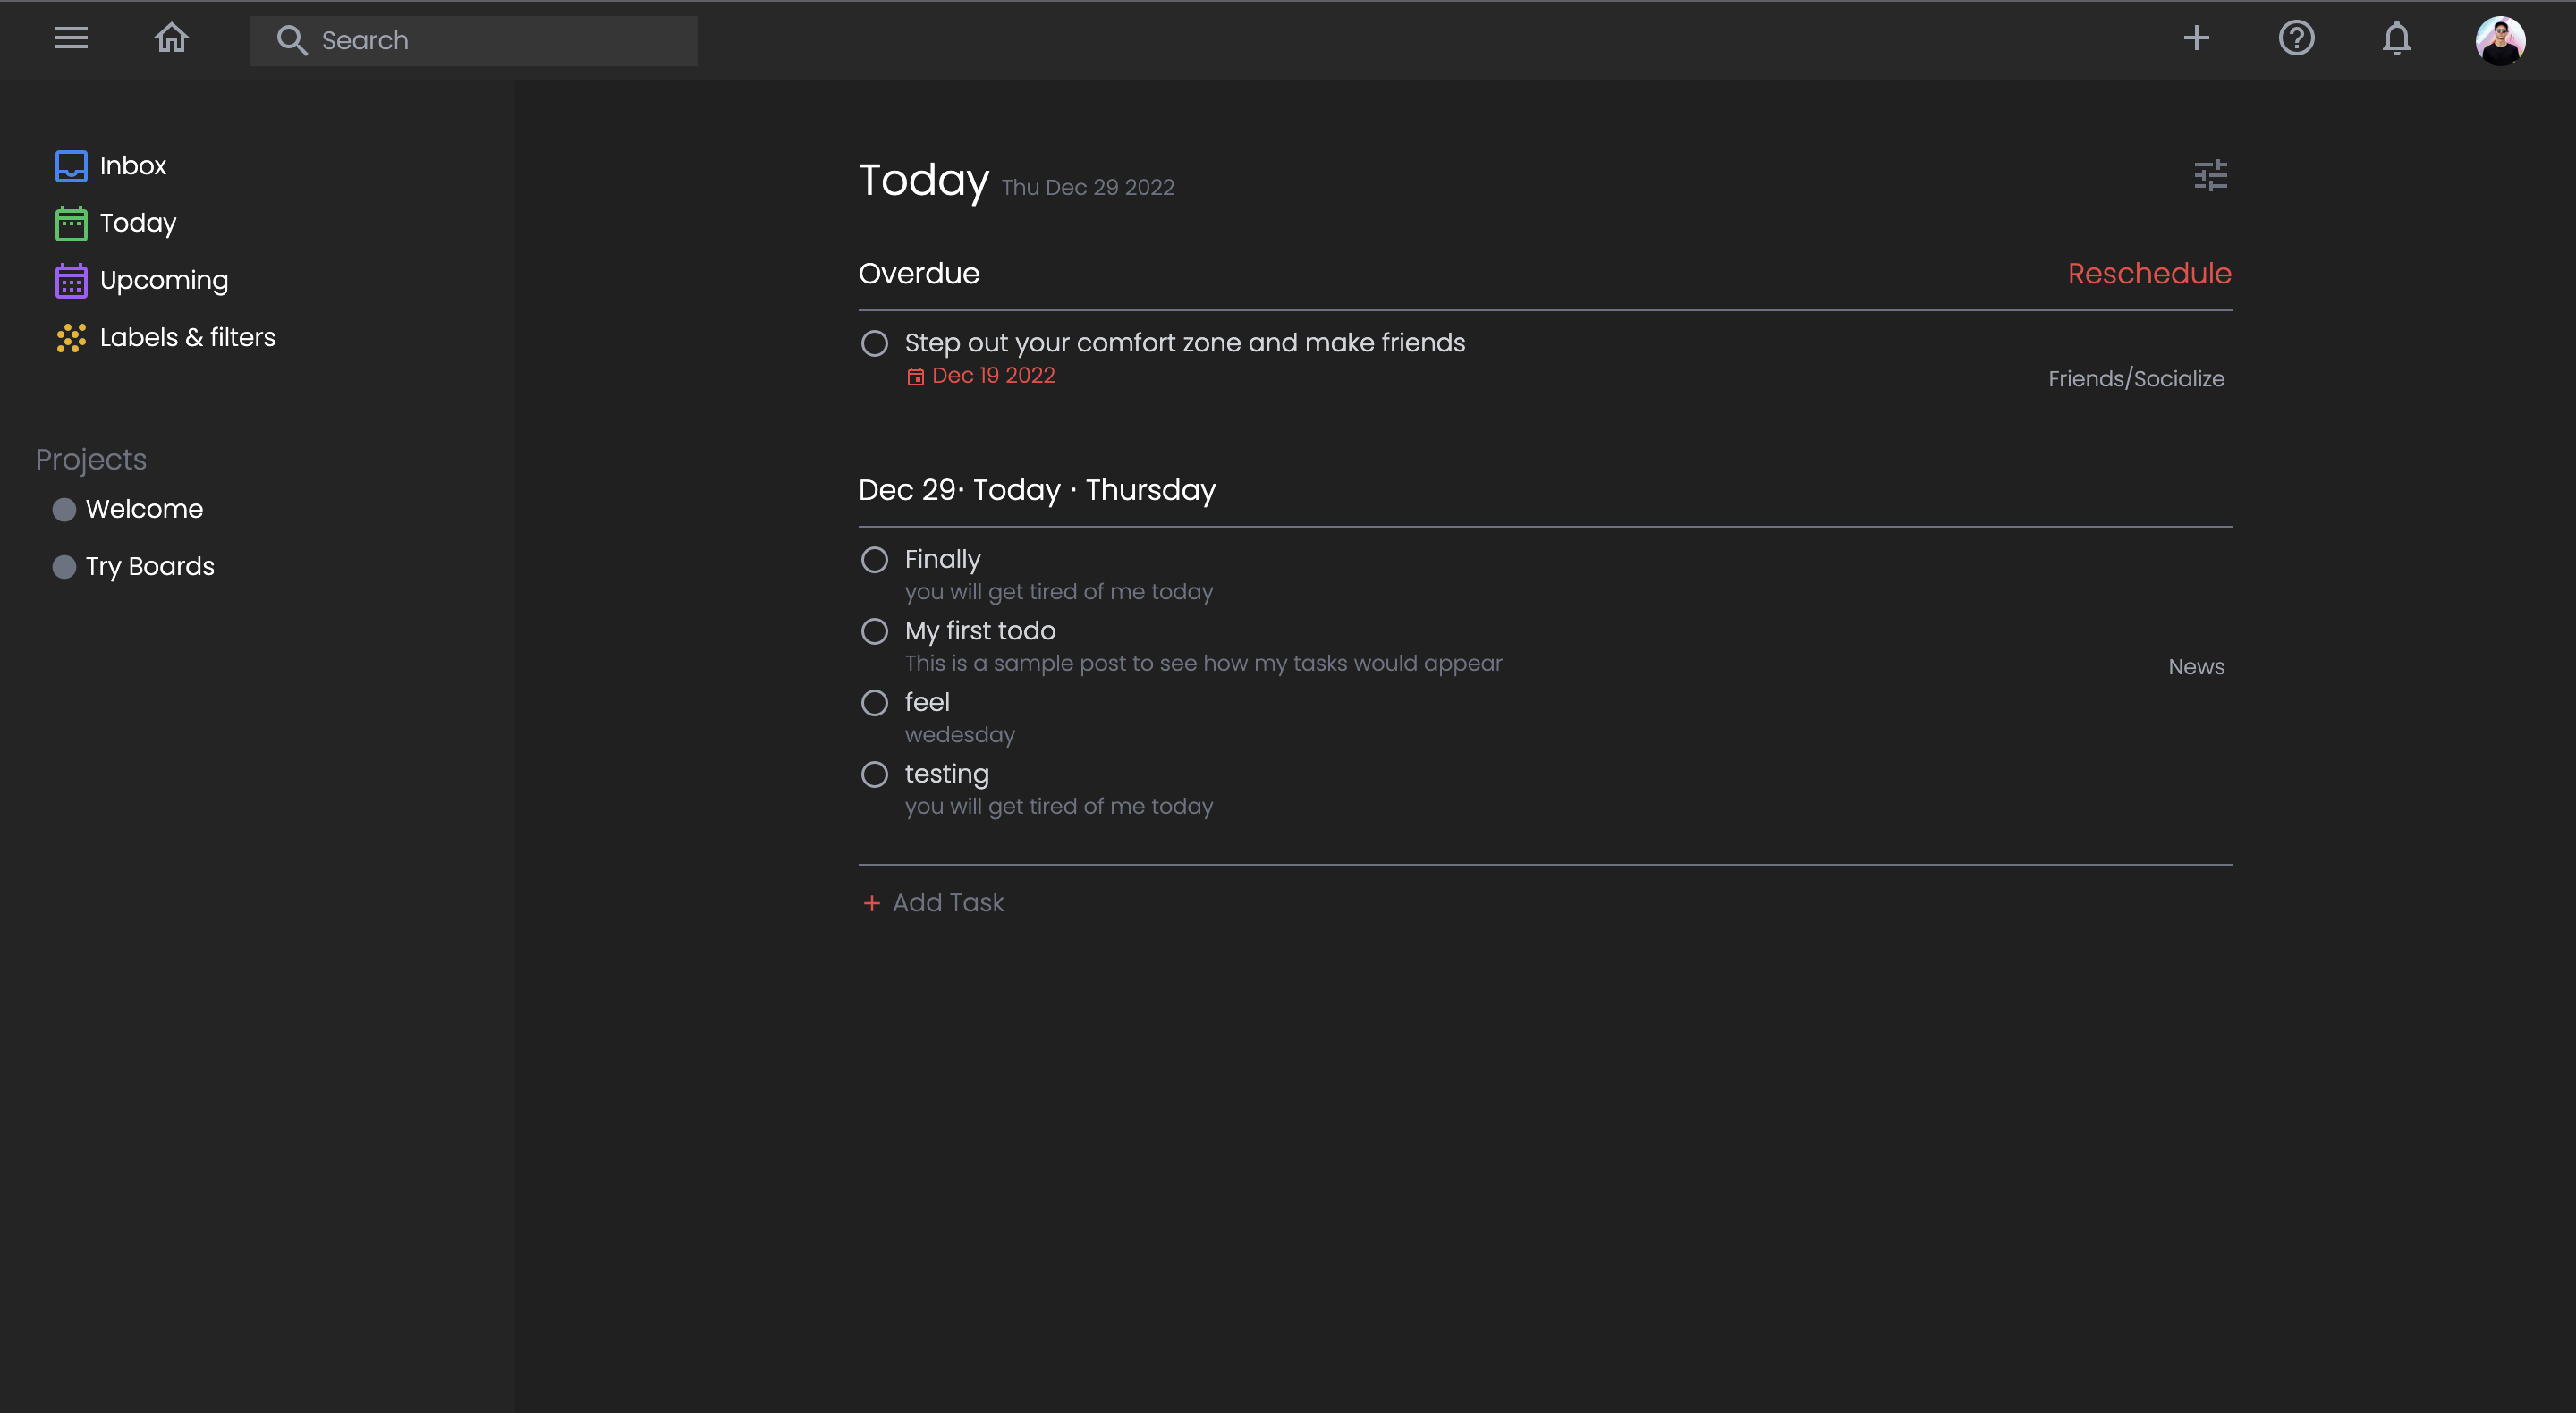 Search
Inbox
Today
Upcoming
Labels & filters
Projects
Welcome
Try Boards
Today Thu Dec 29 2022
Overdue Reschedule
Step out your comfort zone and make friends
Dec 19 2022
Friends/Socialize
Dec 29· Today · Thursday
Finally
you will get tired of me today
My first todo
This is a sample post to see how my tasks would appear
News
feel
wedesday
testing
you will get tired of me today
+ Add Task